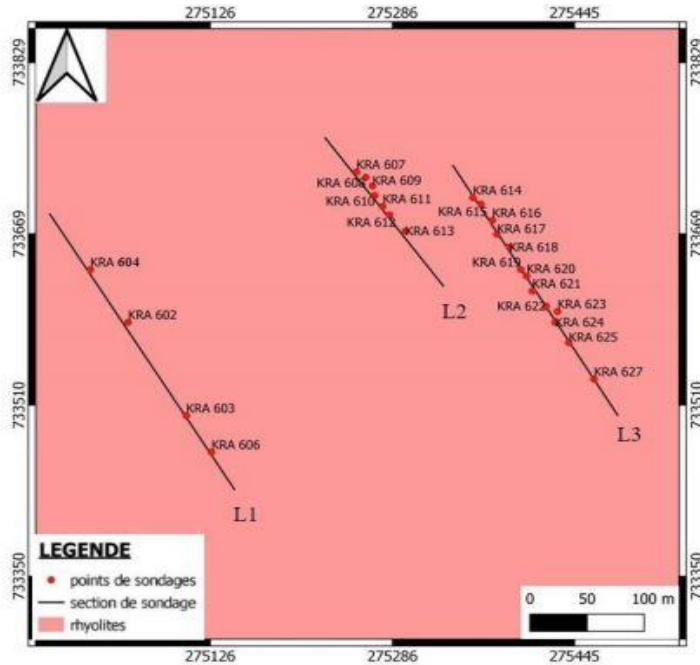 275126 275286 275445
733829 733829
KRA 607
KRA 608 KRA 609
KRA 610 KRA 611
KRA 612 KRA 613
KRA 614
KRA 615 KRA 616
KRA 617
KRA 618
KRA 619 KRA 620
KRA 621
KRA 622 KRA 623
KRA 624
KRA 625
KRA 627
733669 733669
KRA 604
KRA 602
L2
733510 733510
KRA 603
KRA 606
L3
L1
LEGENDE
points de sondages
section de sondage
rhyolites
733350 733350
0 50 100 m
275126 275286 275445